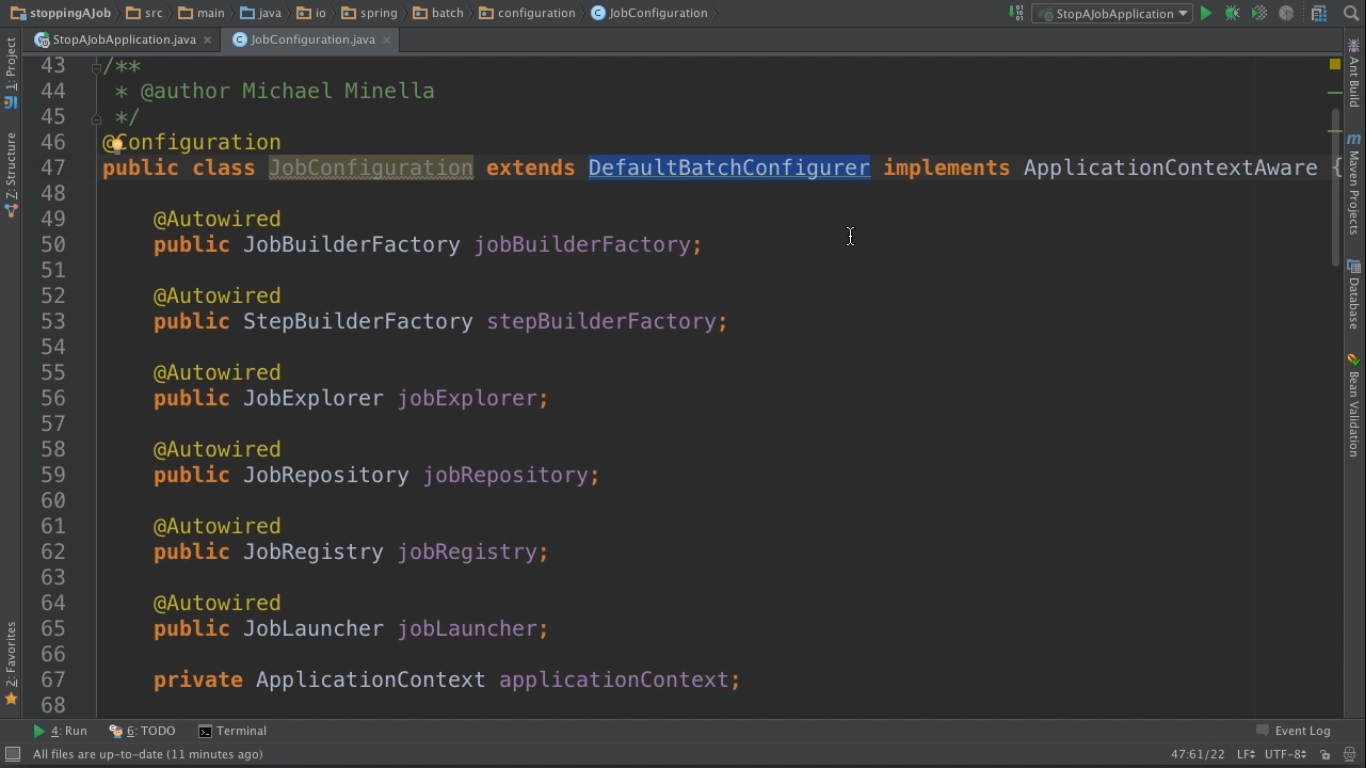 stoppingAJob src main java io spring batch configuration JobConfiguration StopAJobApplication
StopAJobApplication.java × JobConfiguration.java ×
43 /**
44 * @author Michael Minella
45 */
46 @Configuration
47 public class JobConfiguration extends DefaultBatchConfigurer implements ApplicationContextAware {
48
49 @Autowired
50 public JobBuilderFactory jobBuilderFactory;
51
52 @Autowired
53 public StepBuilderFactory stepBuilderFactory;
54
55 @Autowired
56 public JobExplorer jobExplorer;
57
58 @Autowired
59 public JobRepository jobRepository;
60
61 @Autowired
62 public JobRegistry jobRegistry;
63
64 @Autowired
65 public JobLauncher jobLauncher;
66
67 private ApplicationContext applicationContext;
68
1: Project
Z: Structure
2: Favorites
Ant Build
Maven Projects
Database
Bean Validation
4: Run 6: TODO Terminal Event Log
All files are up-to-date (11 minutes ago) 47:61/22 LF UTF-8